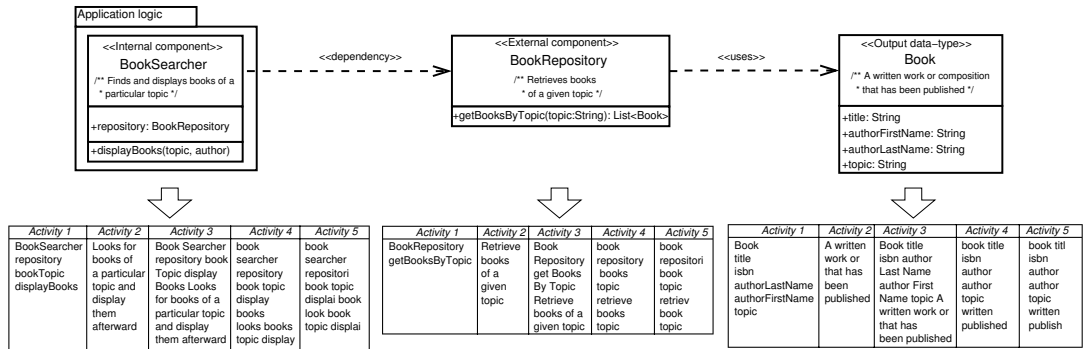 Application logic
<<Internal component>>
BookSearcher
/** Finds and displays books of a
* particular topic */
+repository: BookRepository
+displayBooks(topic, author)
<<dependency>>
<<External component>>
BookRepository
/** Retrieves books
* of a given topic */
+getBooksByTopic(topic:String): List<Book>
<<uses>>
<<Output data-type>>
Book
/** A written work or composition
* that has been published */
+title: String
+authorFirstName: String
+authorLastName: String
+topic: String
Activity 1
BookSearcher
repository
bookTopic
displayBooks
Activity 2
Looks for
books of
a particular
topic and
display
them
afterward
Activity 3
Book Searcher
repository book
Topic display
Books Looks
for books of a
particular topic
and display
them afterward
Activity 4
book
searcher
repository
book topic
display
books
looks books
topic display
Activity 5
book
searcher
repositori
book topic
displai book
look book
topic displai
Activity 1
BookRepository
getBooksByTopic
Activity 2
Retrieve
books
of a
given
topic
Activity 3
Book
Repository
get Books
By Topic
Retrieve
books of a
given topic
Activity 4
book
repository
books
topic
retrieve
books
topic
Activity 5
book
repositori
book
topic
retriev
book
topic
Activity 1
Book
title
isbn
authorLastName
authorFirstName
topic
Activity 2
A written
work or
that has
been
published
Activity 3
Book title
isbn author
Last Name
author First
Name topic A
written work or
that has
been published
Activity 4
book title
isbn
author
author
topic
written
published
Activity 5
book titl
isbn
author
author
topic
written
publish